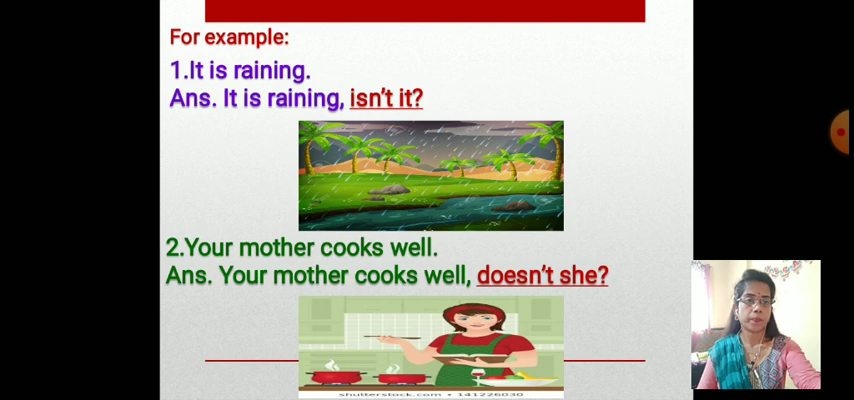 For example:
1.It is raining.
Ans. It is raining, isn't it?
2.Your mother cooks well.
Ans. Your mother cooks well, doesn't she?
shutterstock.com • 141226030